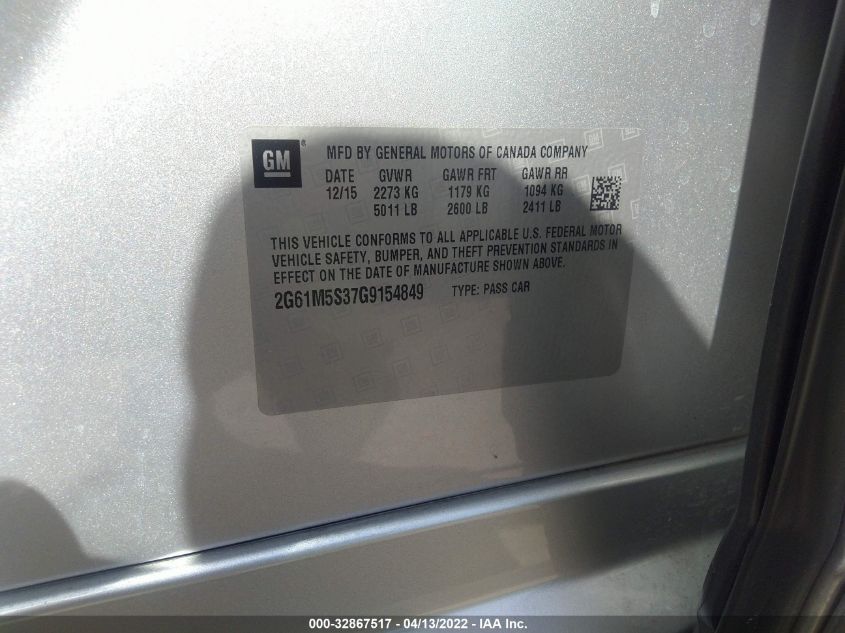 GM ®
MFD BY GENERAL MOTORS OF CANADA COMPANY
DATE GVWR GAWR FRT GAWR RR
12/15 2273 KG 1179 KG 1094 KG
5011 LB 2600 LB 2411 LB
THIS VEHICLE CONFORMS TO ALL APPLICABLE U.S. FEDERAL MOTOR
VEHICLE SAFETY, BUMPER, AND THEFT PREVENTION STANDARDS IN
EFFECT ON THE DATE OF MANUFACTURE SHOWN ABOVE.
2G61M5S37G9154849 TYPE: PASS CAR
000-32867517 - 04/13/2022 - IAA Inc.